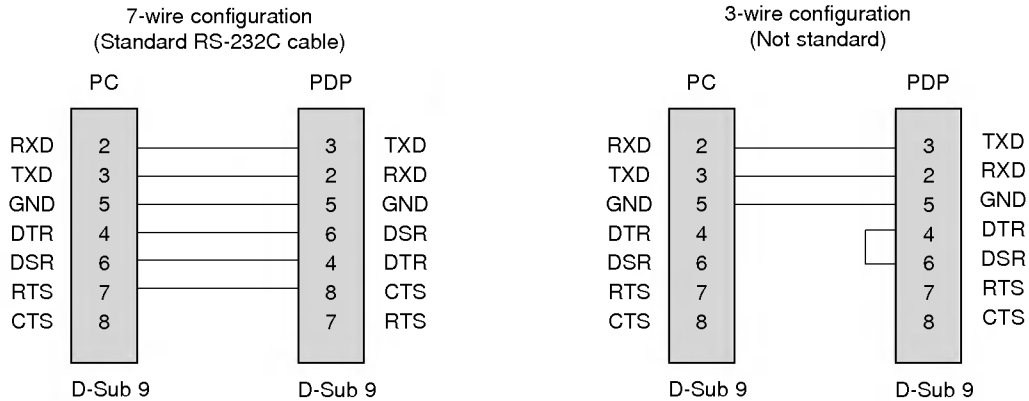 7-wire configuration
(Standard RS-232C cable)
PC PDP
RXD 2 3 TXD
TXD 3 2 RXD
GND 5 5 GND
DTR 4 6 DSR
DSR 6 4 DTR
RTS 7 8 CTS
CTS 8 7 RTS
D-Sub 9 D-Sub 9
3-wire configuration
(Not standard)
PC PDP
RXD 2 3 TXD
TXD 3 2 RXD
GND 5 5 GND
DTR 4 4 DTR
DSR 6 6 DSR
RTS 7 7 RTS
CTS 8 8 CTS
D-Sub 9 D-Sub 9